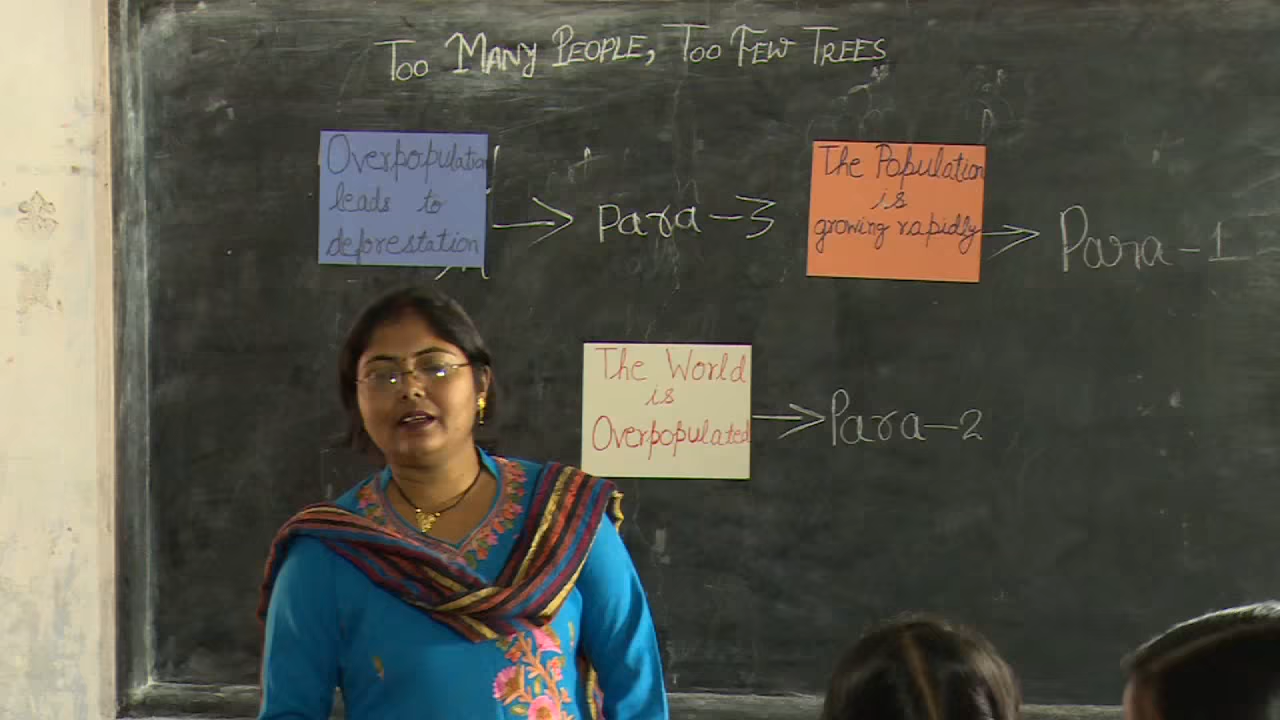 TOO MANY PEOPLE, TOO FEW TREES
Overpopulation
leads to
deforestation
Para-3
The Population
is
growing rapidly
Para-1
The World
is
Overpopulated
Para-2